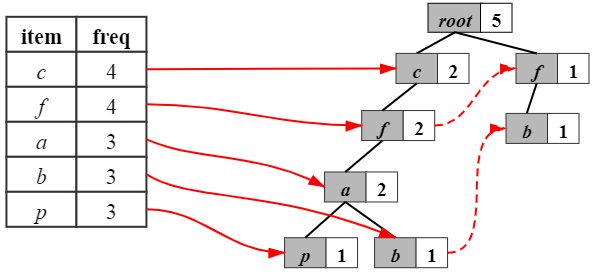 root 5
item freq
c 4
c 2
f 1
f 4
f 2
b 1
a 3
b 3
a 2
p 3
p 1
b 1